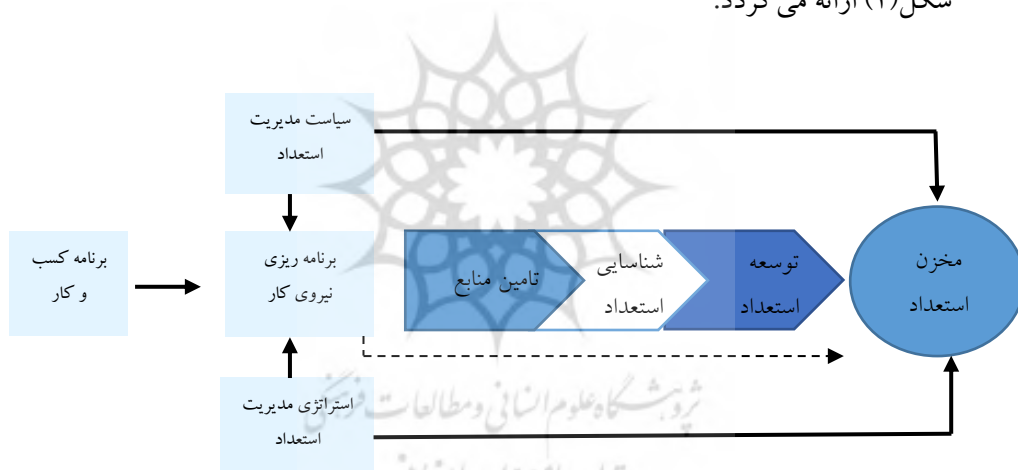 شکل(۱) ارائه می گردد.
سیاست مدیریت
استعداد
برنامه کسب
و کار
برنامه ریزی
نیروی کار
تامین منابع
شناسایی
استعداد
توسعه
استعداد
مخزن
استعداد
استراتژی مدیریت
استعداد
پژوهشگاه علوم انسانی و مطالعات فرهنگی